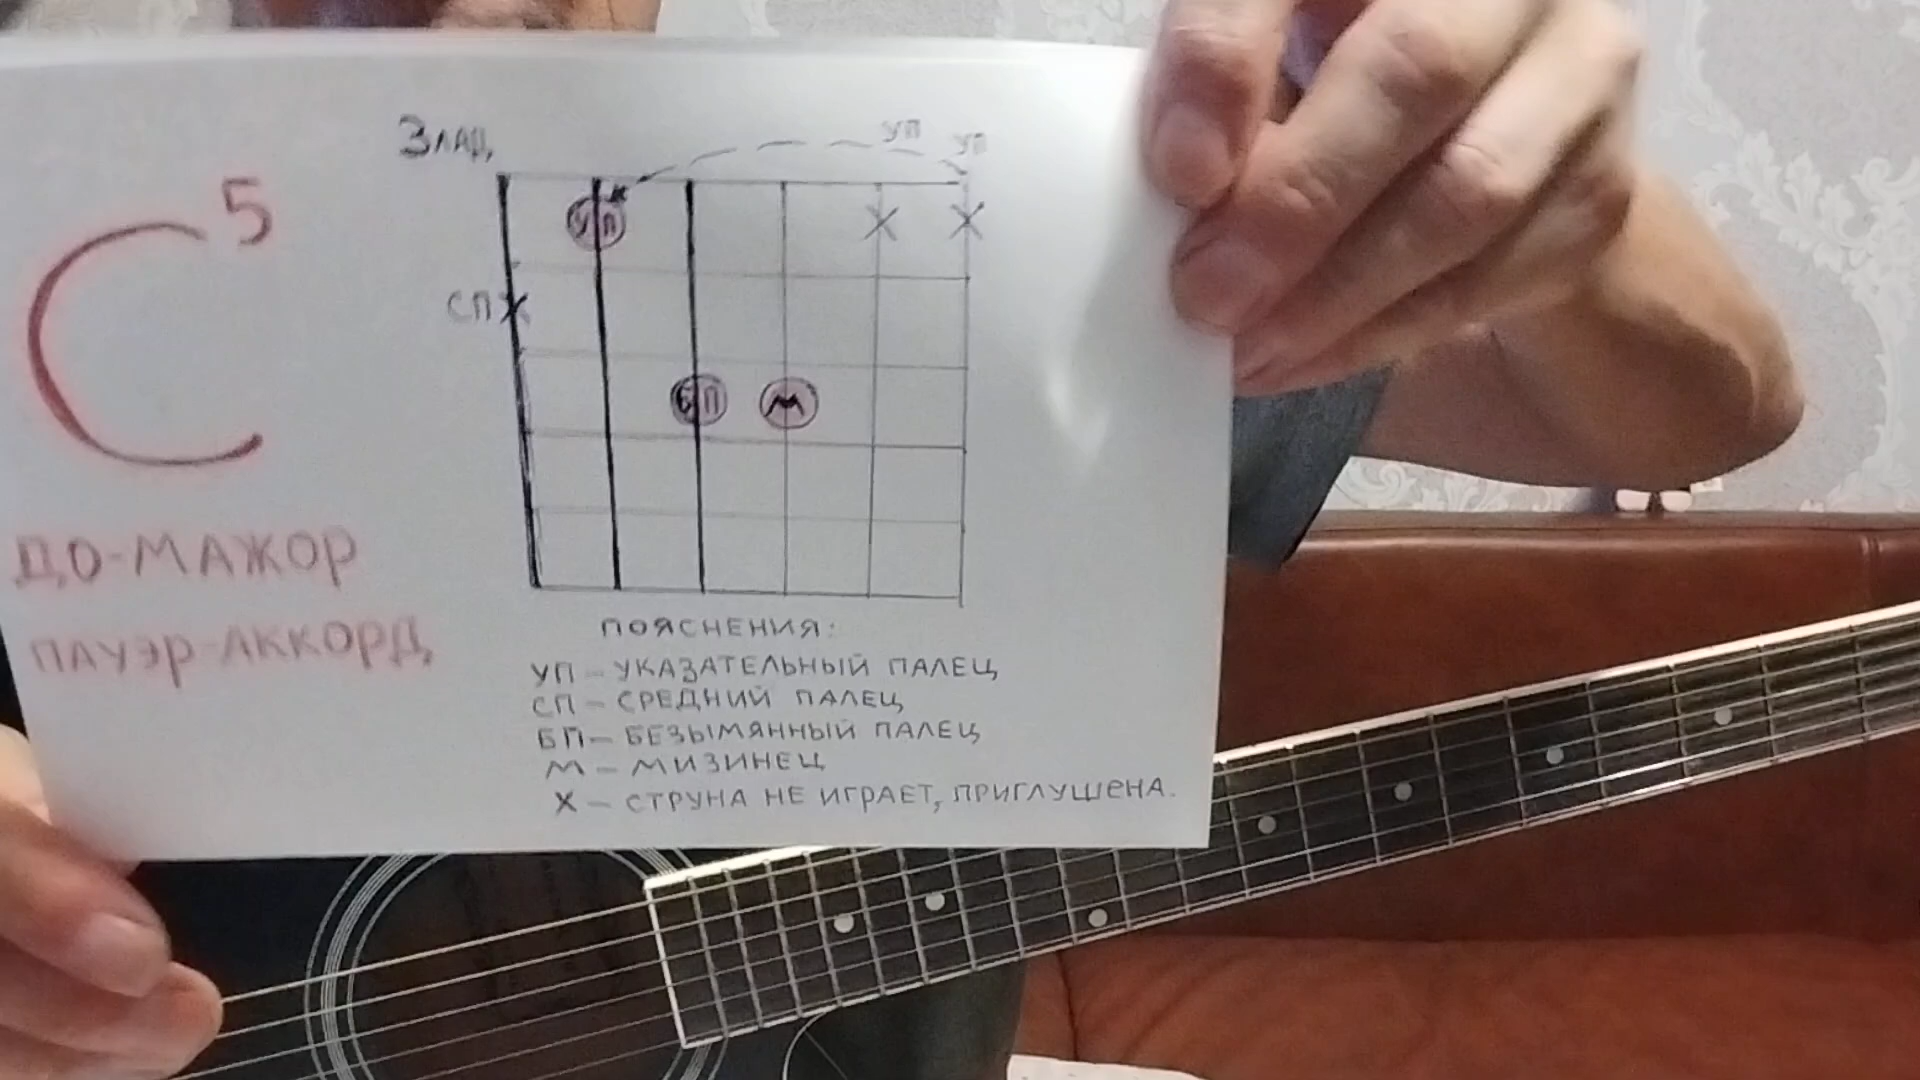 3 ЛАД
УП
УП
C5
УП
X
X
СП X
БП
М
ДО-МАЖОР
ПАУЭР-АККОРД
ПОЯСНЕНИЯ:
УП – УКАЗАТЕЛЬНЫЙ ПАЛЕЦ
СП – СРЕДНИЙ ПАЛЕЦ
БП – БЕЗЫМЯННЫЙ ПАЛЕЦ
М – МИЗИНЕЦ
X – СТРУНА НЕ ИГРАЕТ, ПРИГЛУШЕНА.